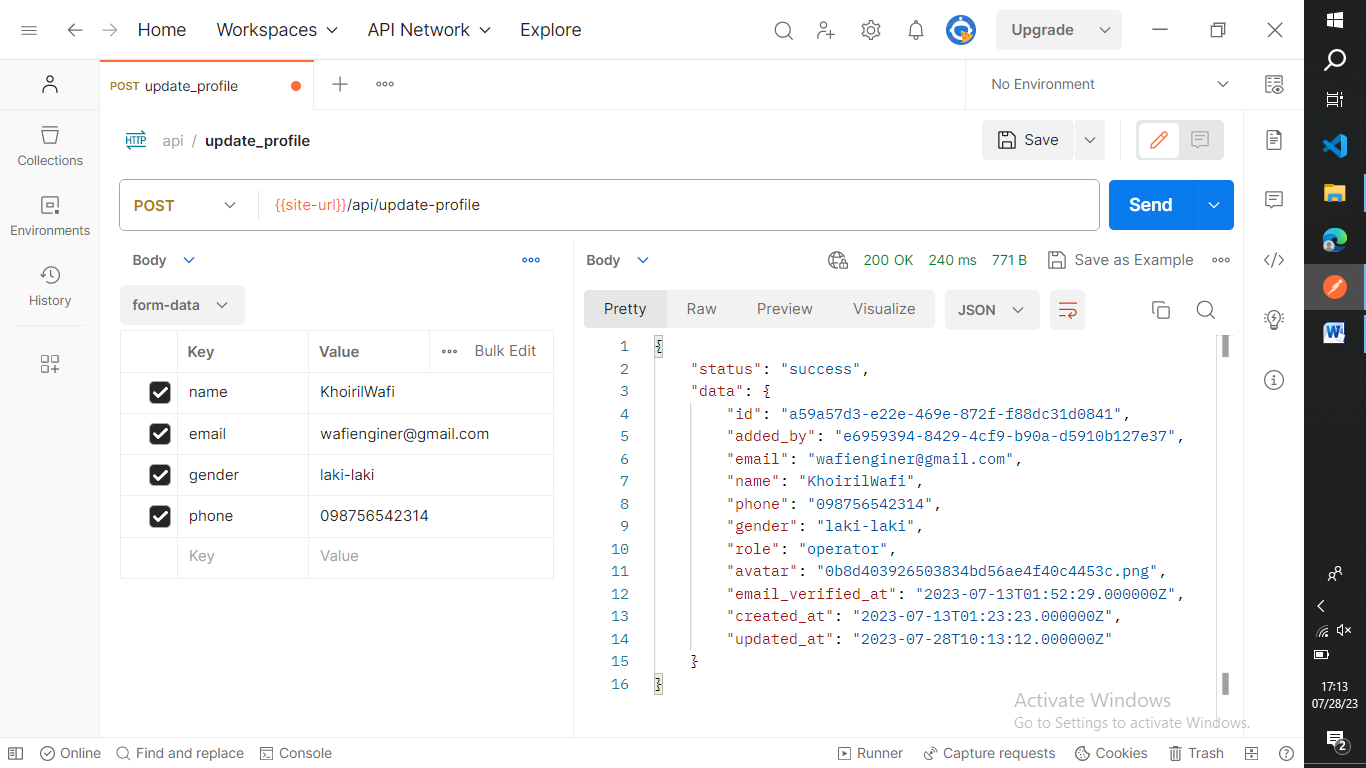 Home Workspaces API Network Explore Upgrade
POST update_profile No Environment
HTTP api / update_profile Save
Collections
Environments
History
POST {{site-url}}/api/update-profile Send
Body
form-data
Key Value Bulk Edit
name KhoirilWafi
email wafienginer@gmail.com
gender laki-laki
phone 098756542314
Key Value
Body 200 OK 240 ms 771 B Save as Example
Pretty Raw Preview Visualize JSON
1 {
2 "status": "success",
3 "data": {
4 "id": "a59a57d3-e22e-469e-872f-f88dc31d0841",
5 "added_by": "e6959394-8429-4cf9-b90a-d5910b127e37",
6 "email": "wafienginer@gmail.com",
7 "name": "KhoirilWafi",
8 "phone": "098756542314",
9 "gender": "laki-laki",
10 "role": "operator",
11 "avatar": "0b8d403926503834bd56ae4f40c4453c.png",
12 "email_verified_at": "2023-07-13T01:52:29.000000Z",
13 "created_at": "2023-07-13T01:23:23.000000Z",
14 "updated_at": "2023-07-28T10:13:12.000000Z"
15 }
16 }
Activate Windows
Go to Settings to activate Windows.
Online Find and replace Console Runner Capture requests Cookies Trash
17:13
07/28/23
2